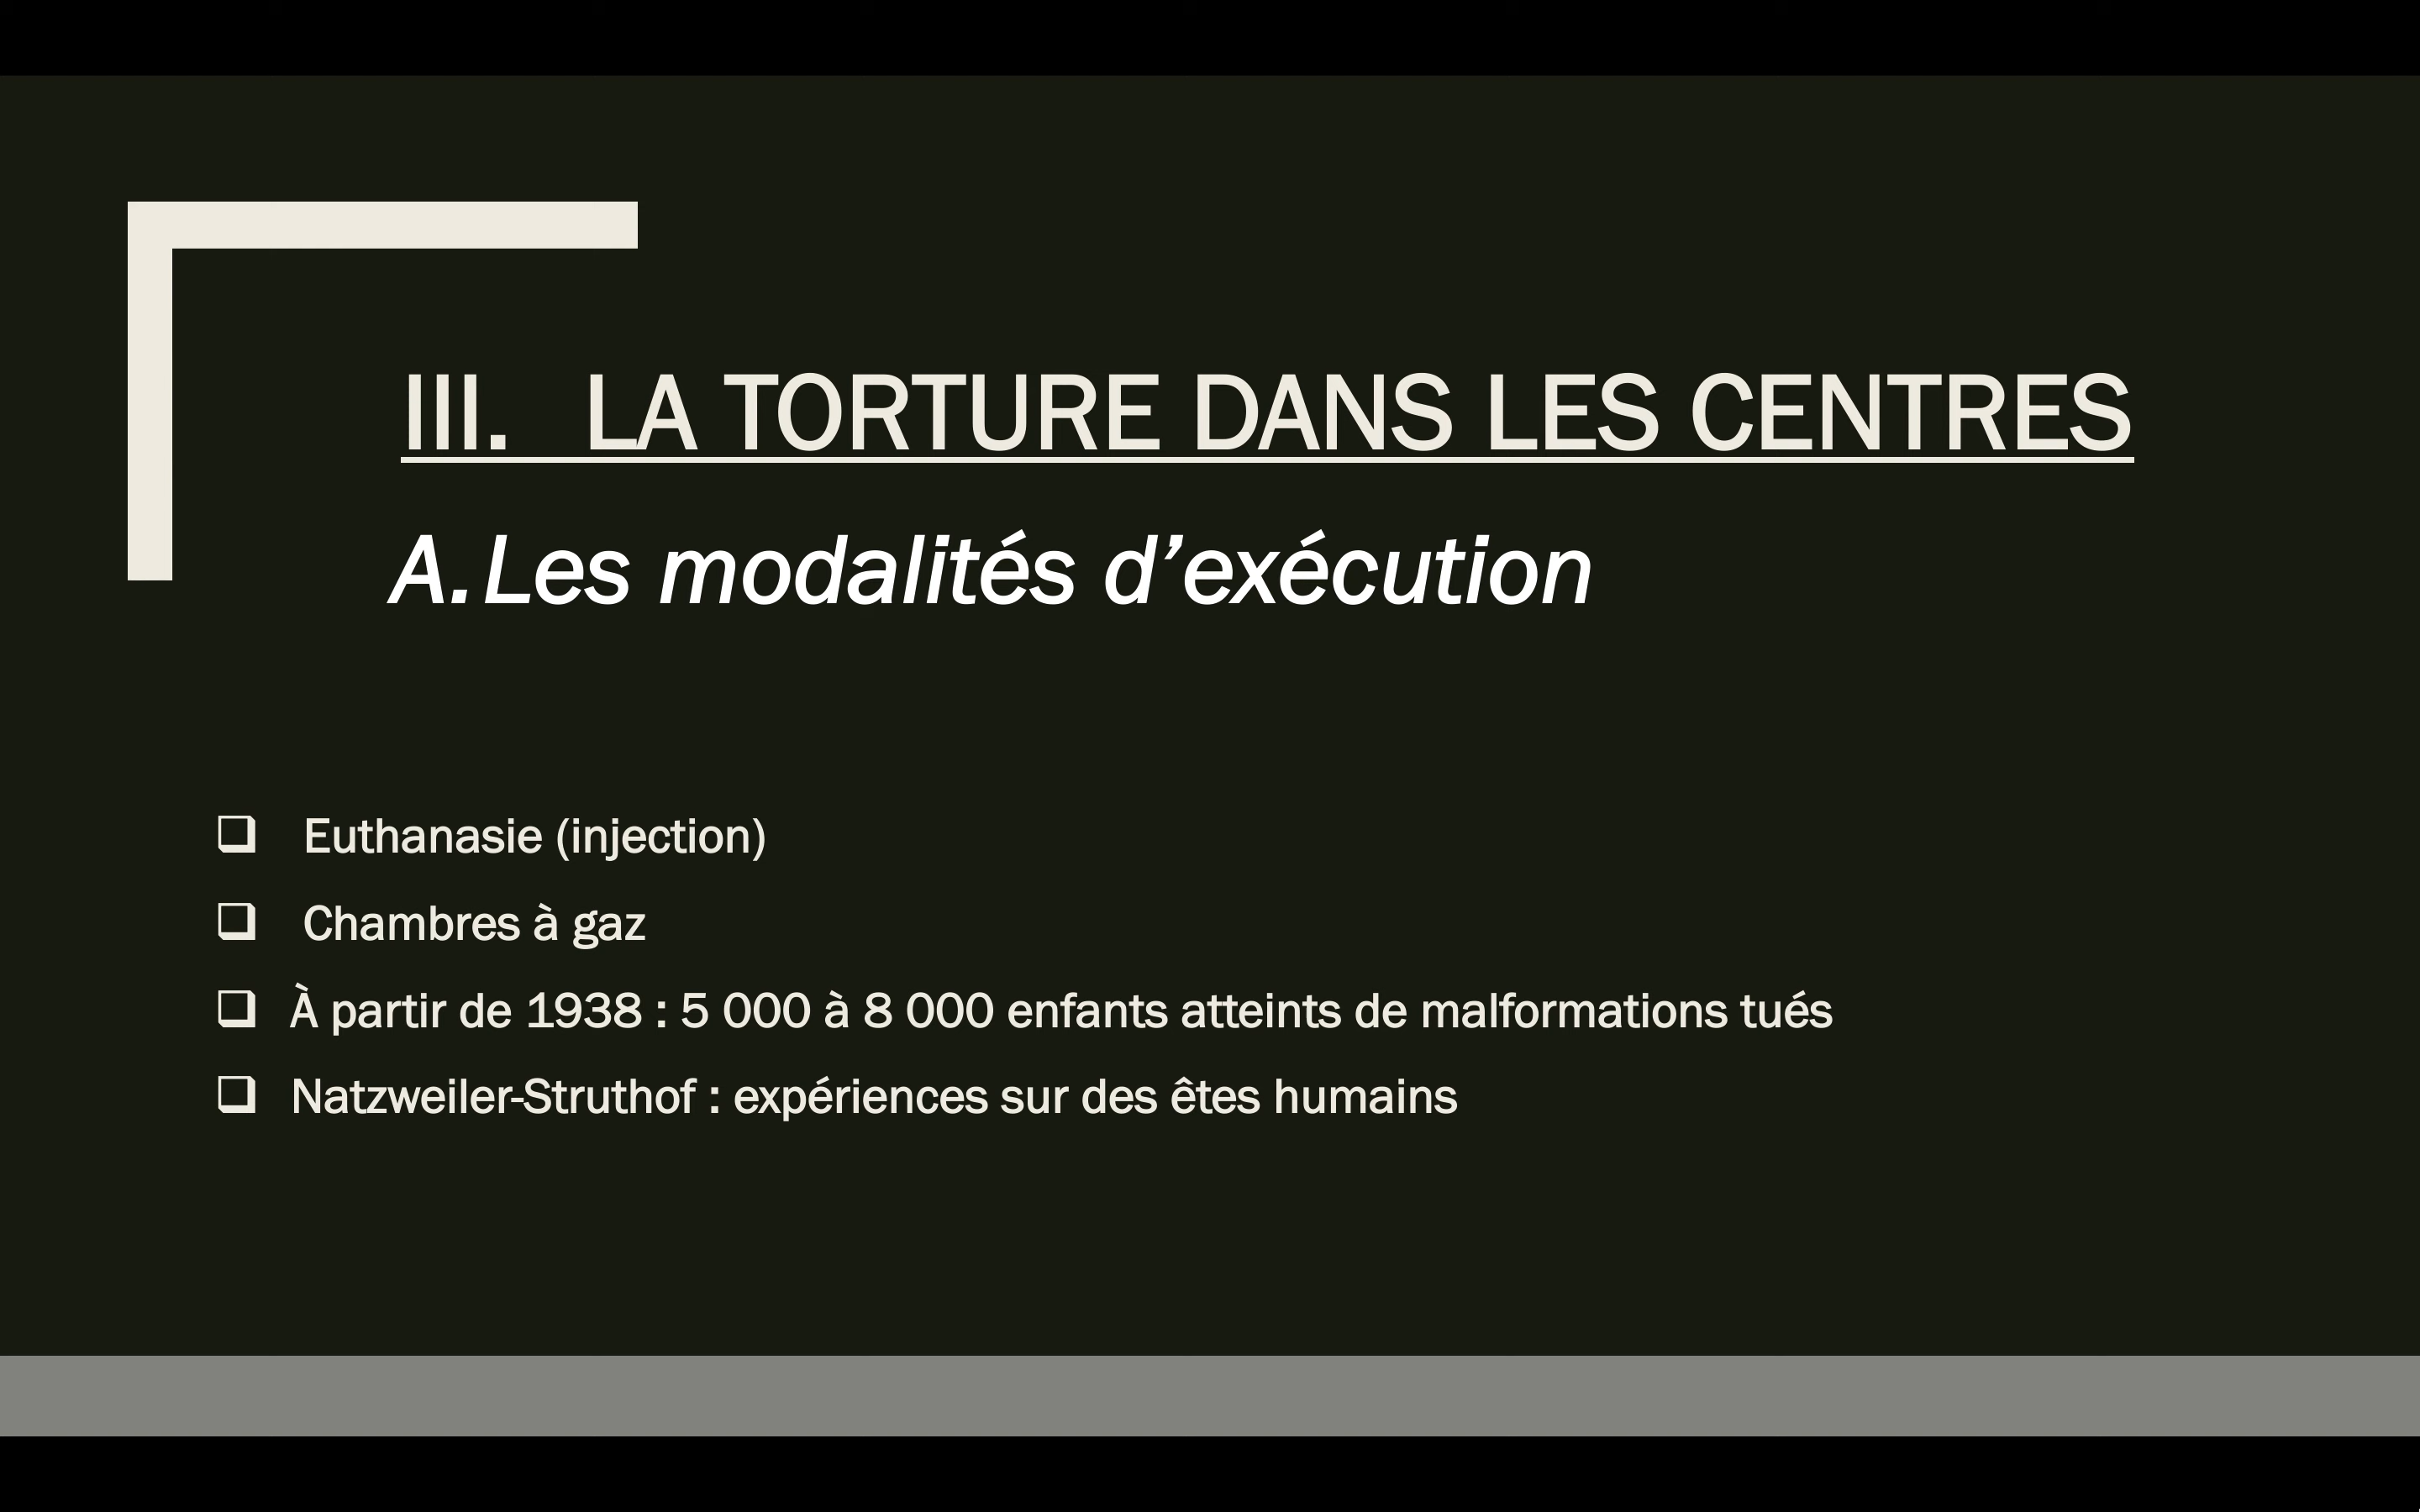 III. LA TORTURE DANS LES CENTRES
A. Les modalités d’exécution
❑ Euthanasie (injection)
❑ Chambres à gaz
❑ À partir de 1938 : 5 000 à 8 000 enfants atteints de malformations tués
❑ Natzweiler-Struthof : expériences sur des êtes humains